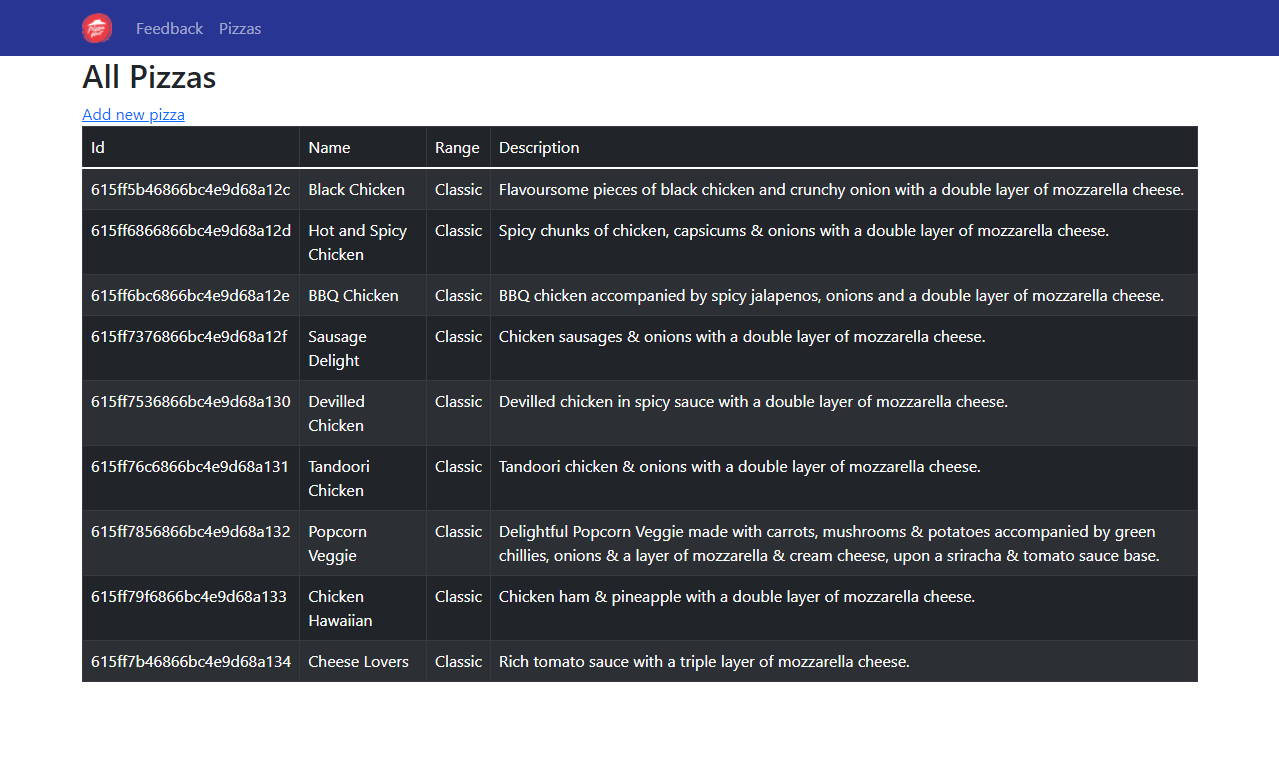 Feedback Pizzas
All Pizzas
Add new pizza
Id Name Range Description
615ff5b46866bc4e9d68a12c Black Chicken Classic Flavoursome pieces of black chicken and crunchy onion with a double layer of mozzarella cheese.
615ff6866866bc4e9d68a12d Hot and Spicy Classic Spicy chunks of chicken, capsicums & onions with a double layer of mozzarella cheese.
Chicken
615ff6bc6866bc4e9d68a12e BBQ Chicken Classic BBQ chicken accompanied by spicy jalapenos, onions and a double layer of mozzarella cheese.
615ff7376866bc4e9d68a12f Sausage Classic Chicken sausages & onions with a double layer of mozzarella cheese.
Delight
615ff7536866bc4e9d68a130 Devilled Classic Devilled chicken in spicy sauce with a double layer of mozzarella cheese.
Chicken
615ff76c6866bc4e9d68a131 Tandoori Classic Tandoori chicken & onions with a double layer of mozzarella cheese.
Chicken
615ff7856866bc4e9d68a132 Popcorn Classic Delightful Popcorn Veggie made with carrots, mushrooms & potatoes accompanied by green
Veggie chillies, onions & a layer of mozzarella & cream cheese, upon a sriracha & tomato sauce base.
615ff79f6866bc4e9d68a133 Chicken Classic Chicken ham & pineapple with a double layer of mozzarella cheese.
Hawaiian
615ff7b46866bc4e9d68a134 Cheese Lovers Classic Rich tomato sauce with a triple layer of mozzarella cheese.